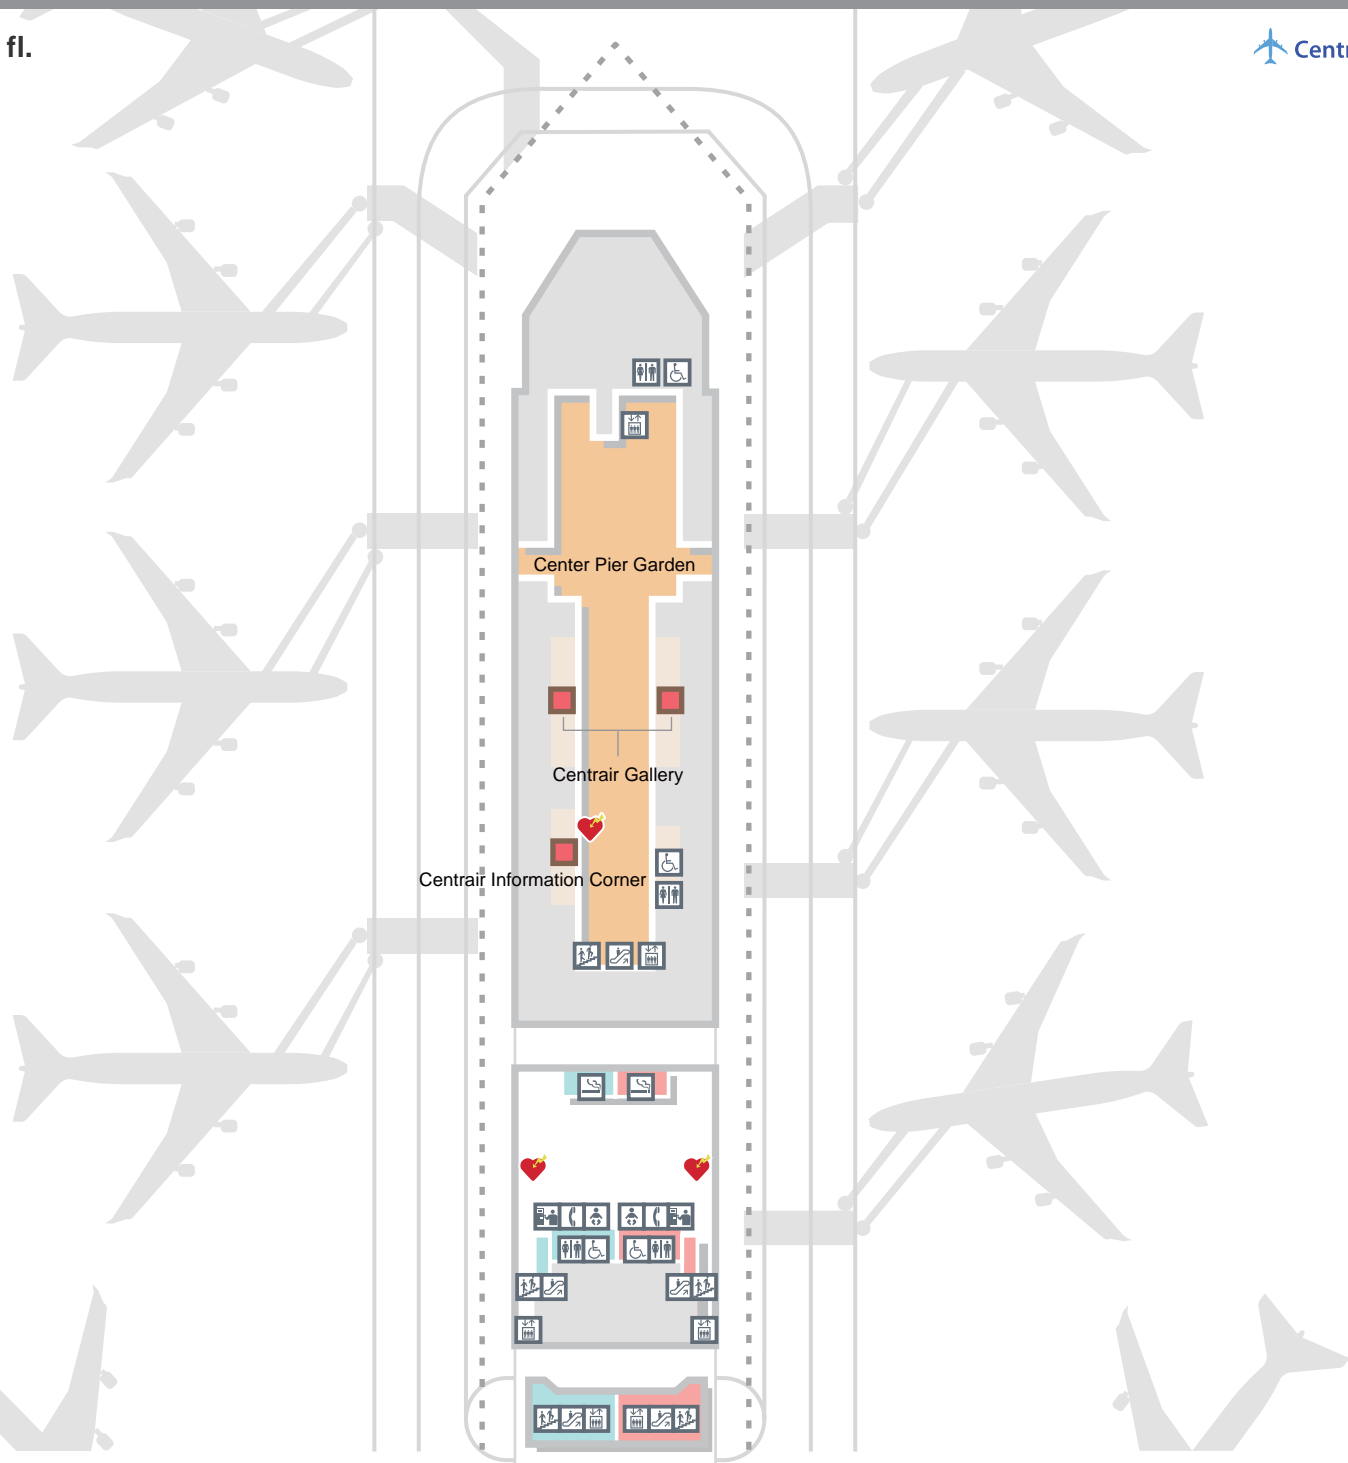 fl.
Centr
Center Pier Garden
Centrair Gallery
Centrair Information Corner